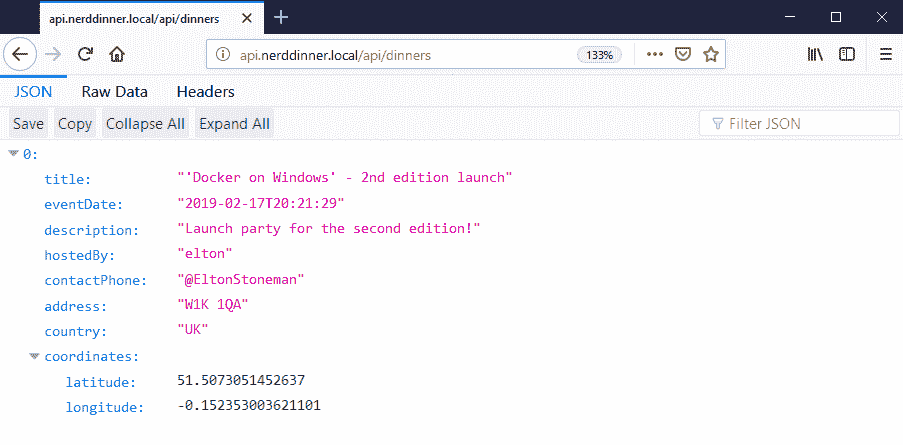 api.nerddinner.local/api/dinners
api.nerddinner.local/api/dinners 133%
JSON Raw Data Headers
Save Copy Collapse All Expand All Filter JSON
0:
title: "'Docker on Windows' - 2nd edition launch"
eventDate: "2019-02-17T20:21:29"
description: "Launch party for the second edition!"
hostedBy: "elton"
contactPhone: "@EltonStoneman"
address: "W1K 1QA"
country: "UK"
coordinates:
latitude: 51.5073051452637
longitude: -0.152353003621101